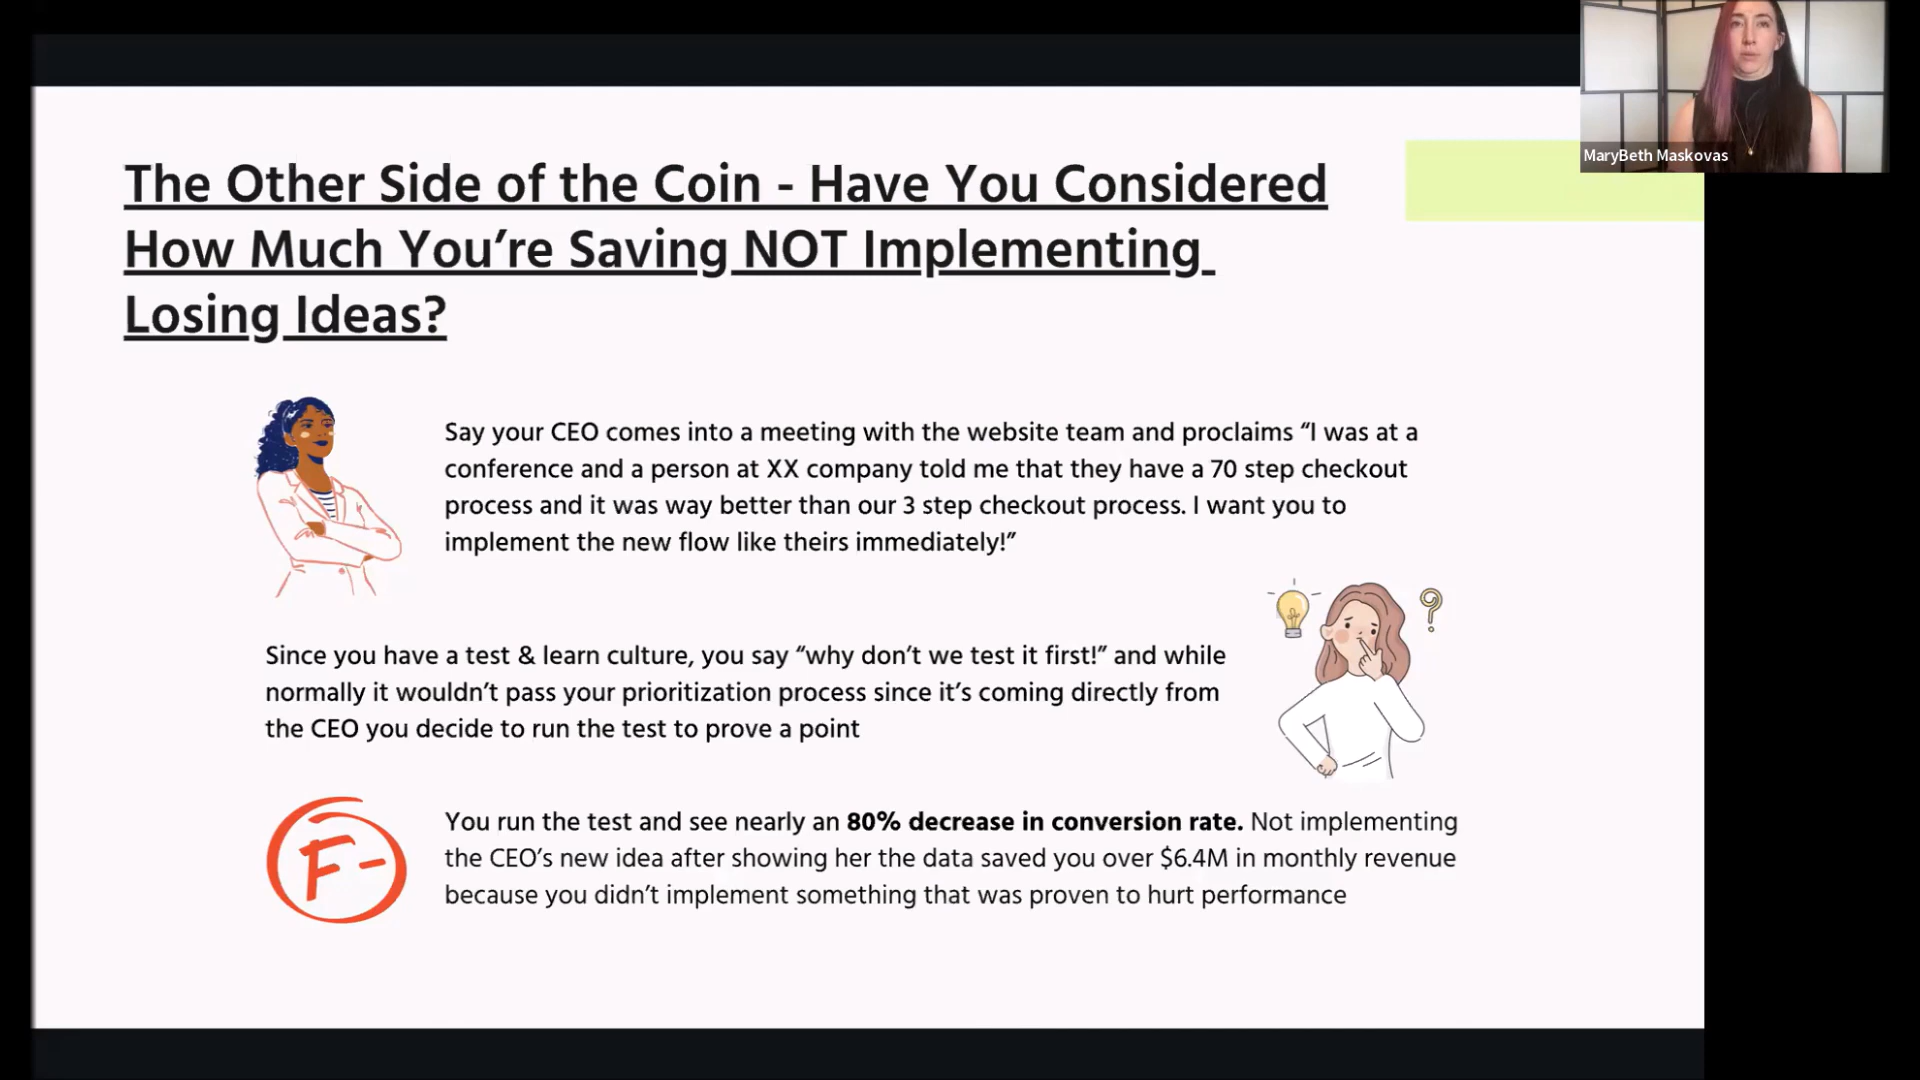 MaryBeth Maskovas
The Other Side of the Coin - Have You Considered
How Much You’re Saving NOT Implementing
Losing Ideas?
Say your CEO comes into a meeting with the website team and proclaims “I was at a
conference and a person at XX company told me that they have a 70 step checkout
process and it was way better than our 3 step checkout process. I want you to
implement the new flow like theirs immediately!”
?
Since you have a test & learn culture, you say “why don’t we test it first!” and while
normally it wouldn’t pass your prioritization process since it’s coming directly from
the CEO you decide to run the test to prove a point
F-
You run the test and see nearly an 80% decrease in conversion rate. Not implementing
the CEO’s new idea after showing her the data saved you over $6.4M in monthly revenue
because you didn’t implement something that was proven to hurt performance